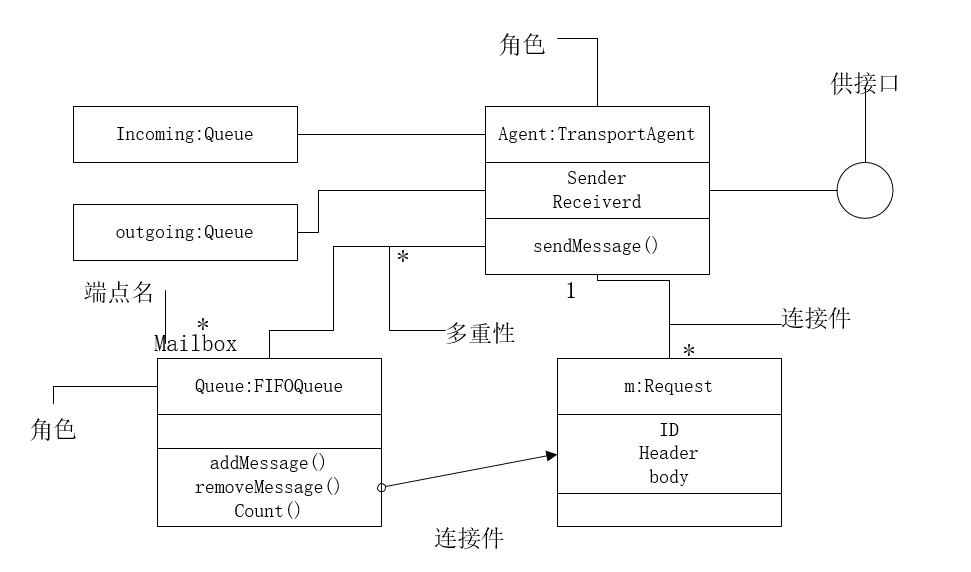 角色
供接口
Incoming:Queue
Agent:TransportAgent
Sender
Receiverd
outgoing:Queue
sendMessage()
*
端点名
1
*
多重性
连接件
Mailbox
*
Queue:FIFOQueue
m:Request
角色
ID
Header
body
addMessage()
removeMessage()
Count()
连接件